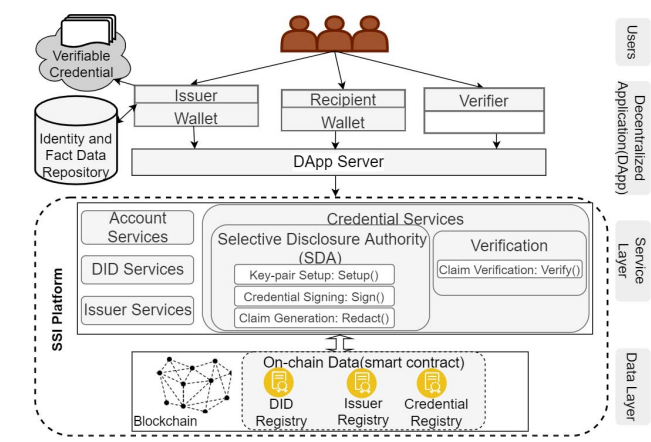 Verifiable
Credential
Users
Issuer
Wallet
Recipient
Wallet
Verifier
Identity and
Fact Data
Repository
Decentralized
Application(DApp)
DApp Server
SSI Platform
Account
Services
DID Services
Issuer Services
Credential Services
Selective Disclosure Authority
(SDA)
Key-pair Setup: Setup()
Credential Signing: Sign()
Claim Generation: Redact()
Verification
Claim Verification: Verify()
Service
Layer
On-chain Data(smart contract)
Blockchain
DID
Registry
Issuer
Registry
Credential
Registry
Data Layer